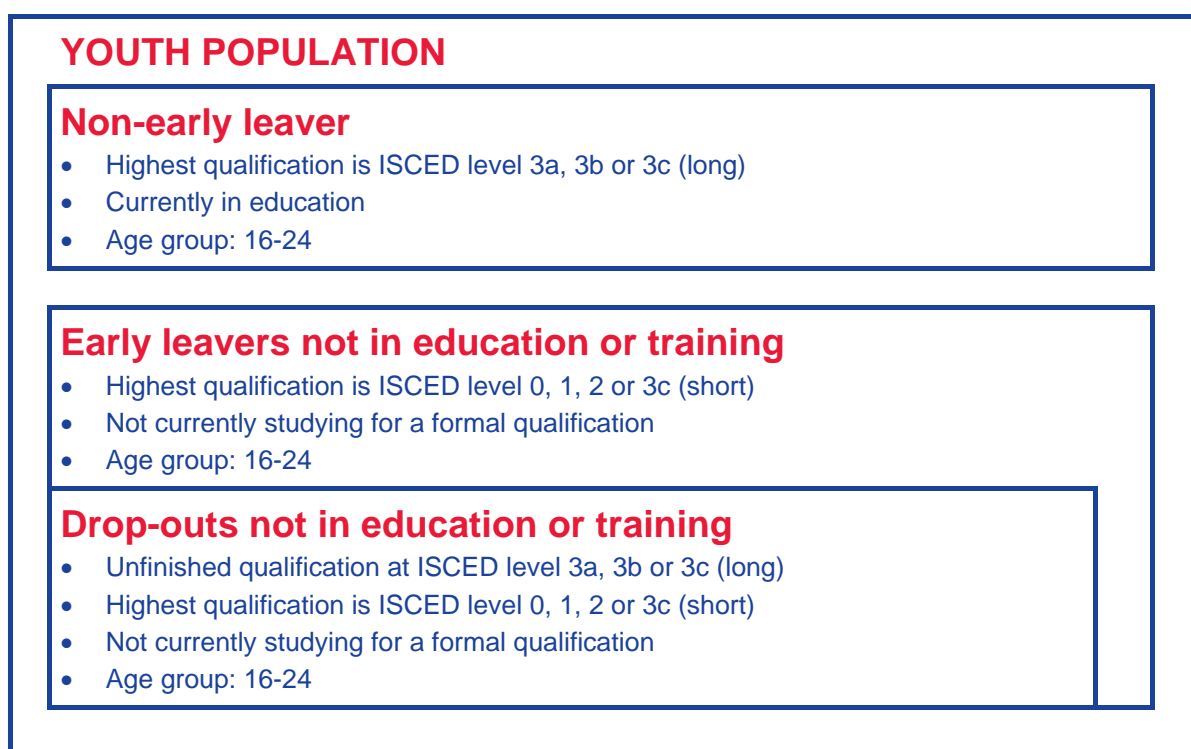 YOUTH POPULATION
Non-early leaver
• Highest qualification is ISCED level 3a, 3b or 3c (long)
• Currently in education
• Age group: 16-24
Early leavers not in education or training
• Highest qualification is ISCED level 0, 1, 2 or 3c (short)
• Not currently studying for a formal qualification
• Age group: 16-24
Drop-outs not in education or training
• Unfinished qualification at ISCED level 3a, 3b or 3c (long)
• Highest qualification is ISCED level 0, 1, 2 or 3c (short)
• Not currently studying for a formal qualification
• Age group: 16-24